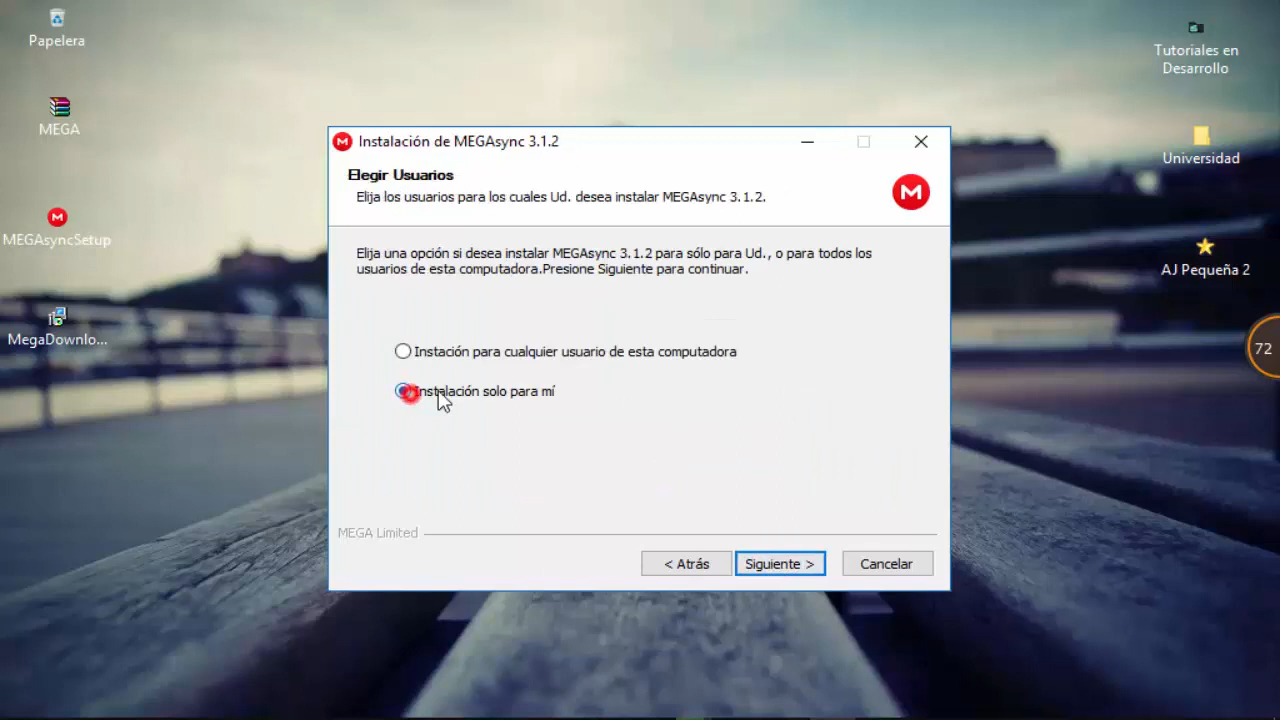 Papelera
MEGA
MEGAsyncSetup
MegaDownlo...
Tutoriales en
Desarrollo
Universidad
AJ Pequeña 2
72
Instalación de MEGAsync 3.1.2
Elegir Usuarios
Elija los usuarios para los cuales Ud. desea instalar MEGAsync 3.1.2.
Elija una opción si desea instalar MEGAsync 3.1.2 para sólo para Ud., o para todos los
usuarios de esta computadora.Presione Siguiente para continuar.
Instación para cualquier usuario de esta computadora
Instalación solo para mí
MEGA Limited
< Atrás
Siguiente >
Cancelar